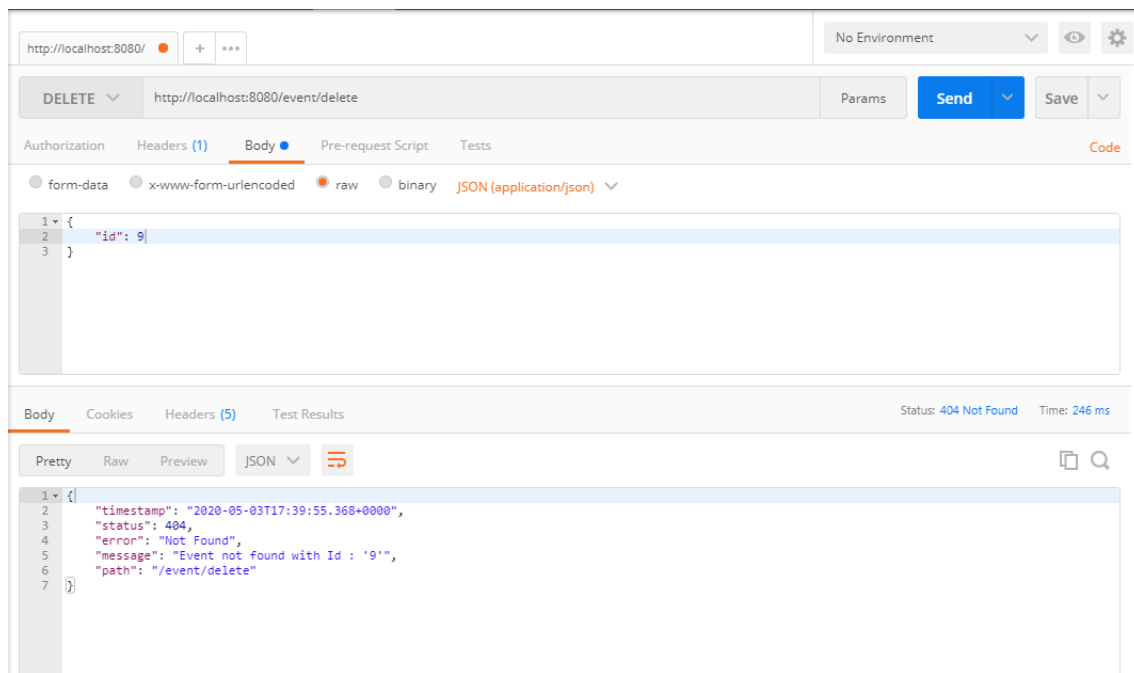 http://localhost:8080/ + ••• No Environment
DELETE http://localhost:8080/event/delete Params Send Save
Authorization Headers (1) Body Pre-request Script Tests Code
form-data x-www-form-urlencoded raw binary JSON (application/json)
1 {
2 "id": 9
3 }
Body Cookies Headers (5) Test Results Status: 404 Not Found Time: 246 ms
Pretty Raw Preview JSON
1 {
2 "timestamp": "2020-05-03T17:39:55.368+0000",
3 "status": 404,
4 "error": "Not Found",
5 "message": "Event not found with Id : '9'",
6 "path": "/event/delete"
7 }